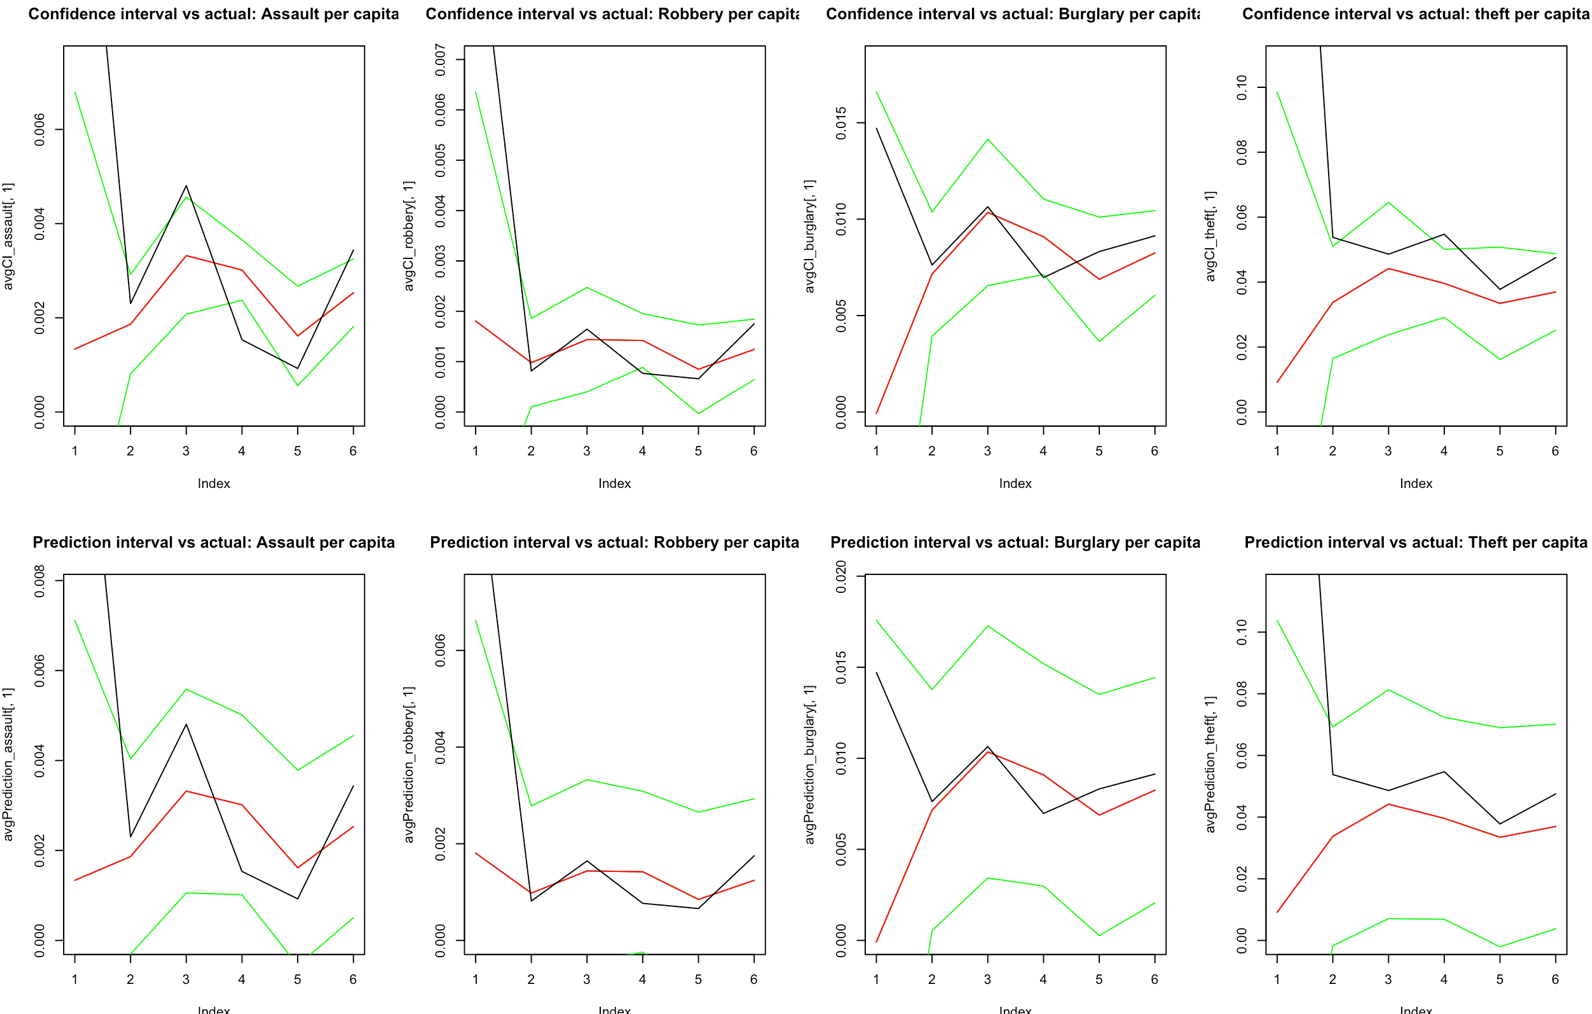 Confidence interval vs actual: Assault per capita
avgCI_assault[, 1]
0.006
0.004
0.002
0.000
1 2 3 4 5 6
Index
Confidence interval vs actual: Robbery per capita
avgCI_robbery[, 1]
0.007
0.006
0.005
0.004
0.003
0.002
0.001
0.000
1 2 3 4 5 6
Index
Confidence interval vs actual: Burglary per capita
avgCI_burglary[, 1]
0.015
0.010
0.005
0.000
1 2 3 4 5 6
Index
Confidence interval vs actual: theft per capita
avgCI_theft[, 1]
0.10
0.08
0.06
0.04
0.02
0.00
1 2 3 4 5 6
Index
Prediction interval vs actual: Assault per capita
avgPrediction_assault[, 1]
0.008
0.006
0.004
0.002
0.000
1 2 3 4 5 6
Index
Prediction interval vs actual: Robbery per capita
avgPrediction_robbery[, 1]
0.006
0.004
0.002
0.000
1 2 3 4 5 6
Index
Prediction interval vs actual: Burglary per capita
avgPrediction_burglary[, 1]
0.020
0.015
0.010
0.005
0.000
1 2 3 4 5 6
Index
Prediction interval vs actual: Theft per capita
avgPrediction_theft[, 1]
0.10
0.08
0.06
0.04
0.02
0.00
1 2 3 4 5 6
Index